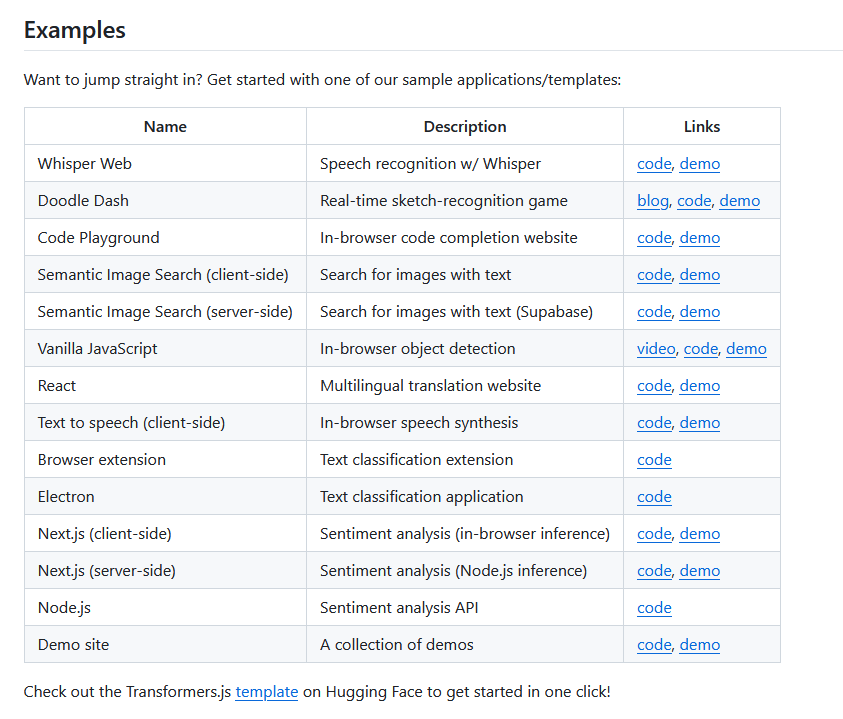 Examples
Want to jump straight in? Get started with one of our sample applications/templates:
Name Description Links
Whisper Web Speech recognition w/ Whisper code, demo
Doodle Dash Real-time sketch-recognition game blog, code, demo
Code Playground In-browser code completion website code, demo
Semantic Image Search (client-side) Search for images with text code, demo
Semantic Image Search (server-side) Search for images with text (Supabase) code, demo
Vanilla JavaScript In-browser object detection video, code, demo
React Multilingual translation website code, demo
Text to speech (client-side) In-browser speech synthesis code, demo
Browser extension Text classification extension code
Electron Text classification application code
Next.js (client-side) Sentiment analysis (in-browser inference) code, demo
Next.js (server-side) Sentiment analysis (Node.js inference) code, demo
Node.js Sentiment analysis API code
Demo site A collection of demos code, demo
Check out the Transformers.js template on Hugging Face to get started in one click!